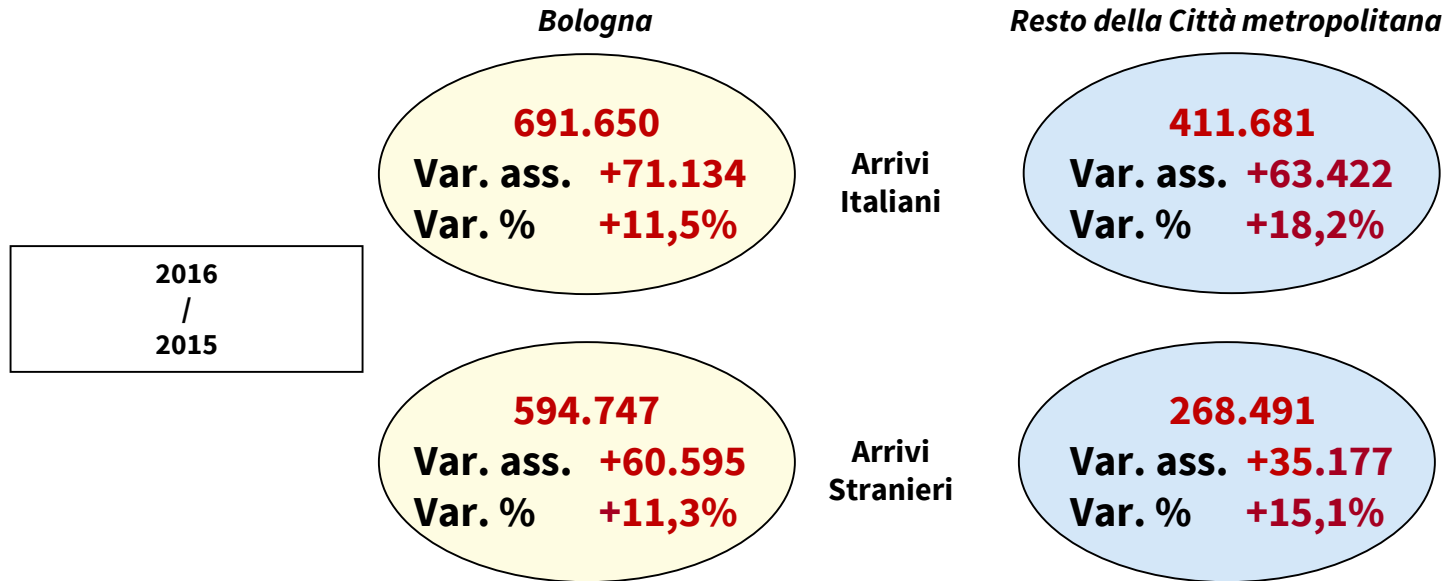 Bologna
Resto della Città metropolitana
691.650
Var. ass. +71.134
Var. % +11,5%
Arrivi
Italiani
411.681
Var. ass. +63.422
Var. % +18,2%
2016
/
2015
594.747
Var. ass. +60.595
Var. % +11,3%
Arrivi
Stranieri
268.491
Var. ass. +35.177
Var. % +15,1%